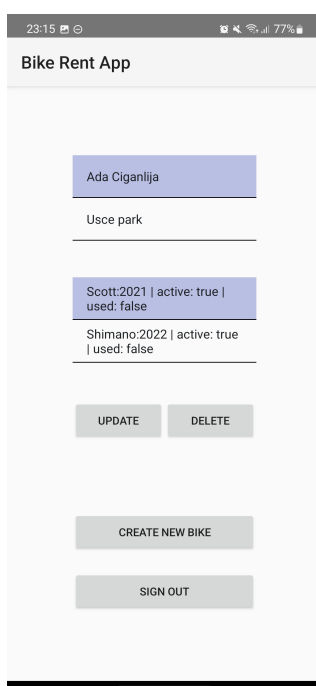 23:15 77%
Bike Rent App
Ada Ciganlija
Usce park
Scott:2021 | active: true |
used: false
Shimano:2022 | active: true
| used: false
UPDATE DELETE
CREATE NEW BIKE
SIGN OUT